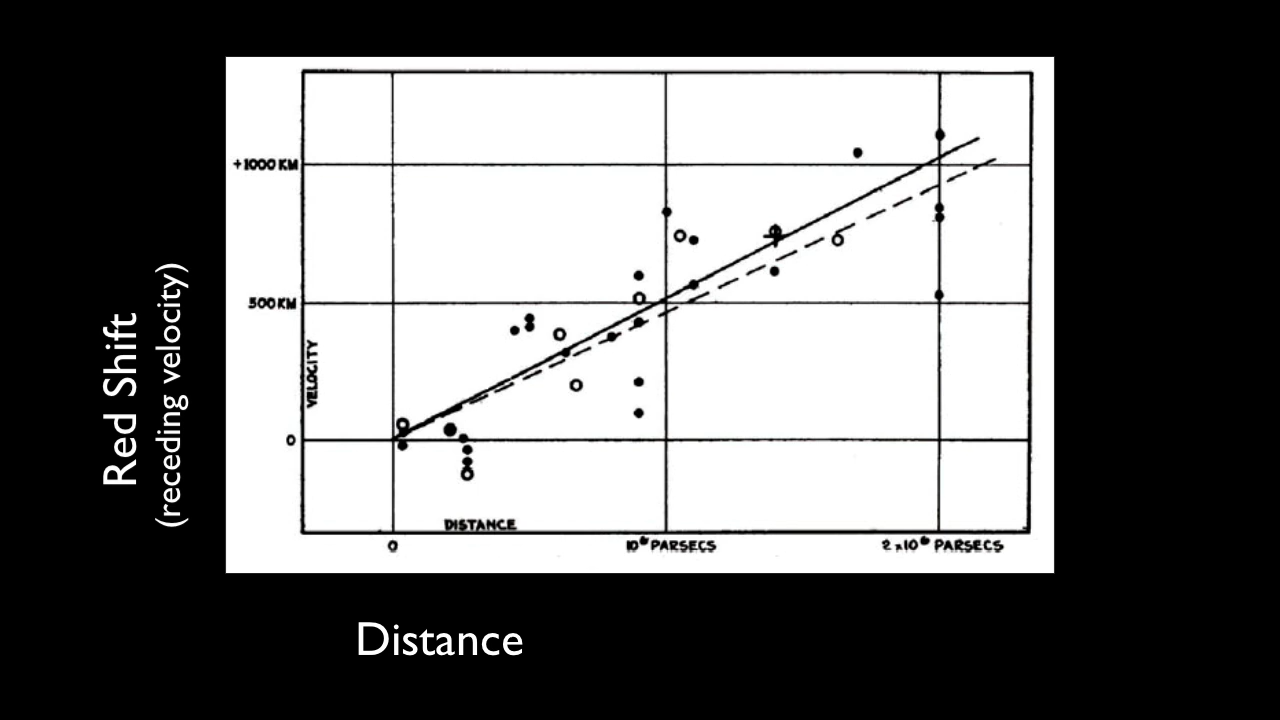 +1000 KM
500 KM
0
VELOCITY
DISTANCE
0
10⁶ PARSECS
2 x 10⁶ PARSECS
Red Shift
(receding velocity)
Distance